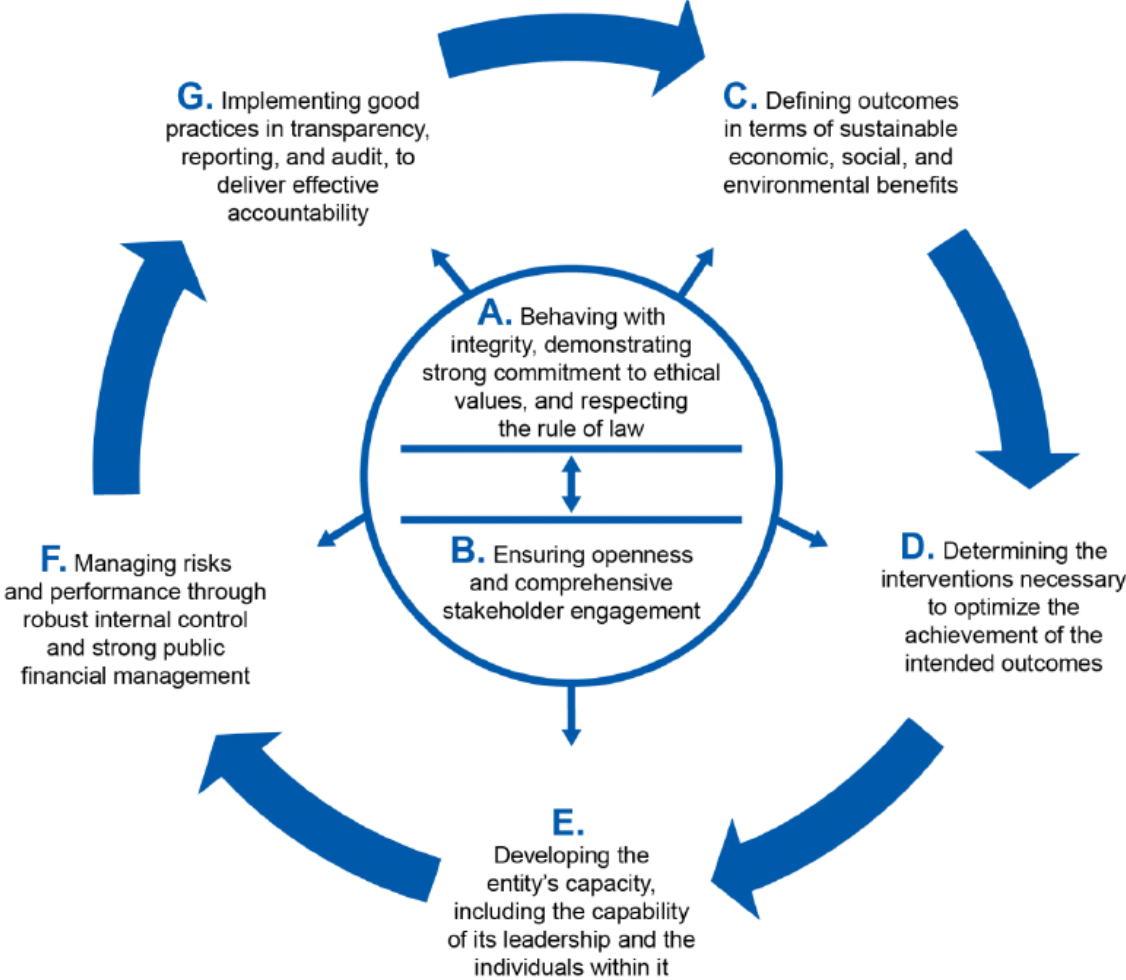 G. Implementing good
practices in transparency,
reporting, and audit, to
deliver effective
accountability
C. Defining outcomes
in terms of sustainable
economic, social, and
environmental benefits
A. Behaving with
integrity, demonstrating
strong commitment to ethical
values, and respecting
the rule of law
B. Ensuring openness
and comprehensive
stakeholder engagement
F. Managing risks
and performance through
robust internal control
and strong public
financial management
D. Determining the
interventions necessary
to optimize the
achievement of the
intended outcomes
E.
Developing the
entity's capacity,
including the capability
of its leadership and the
individuals within it